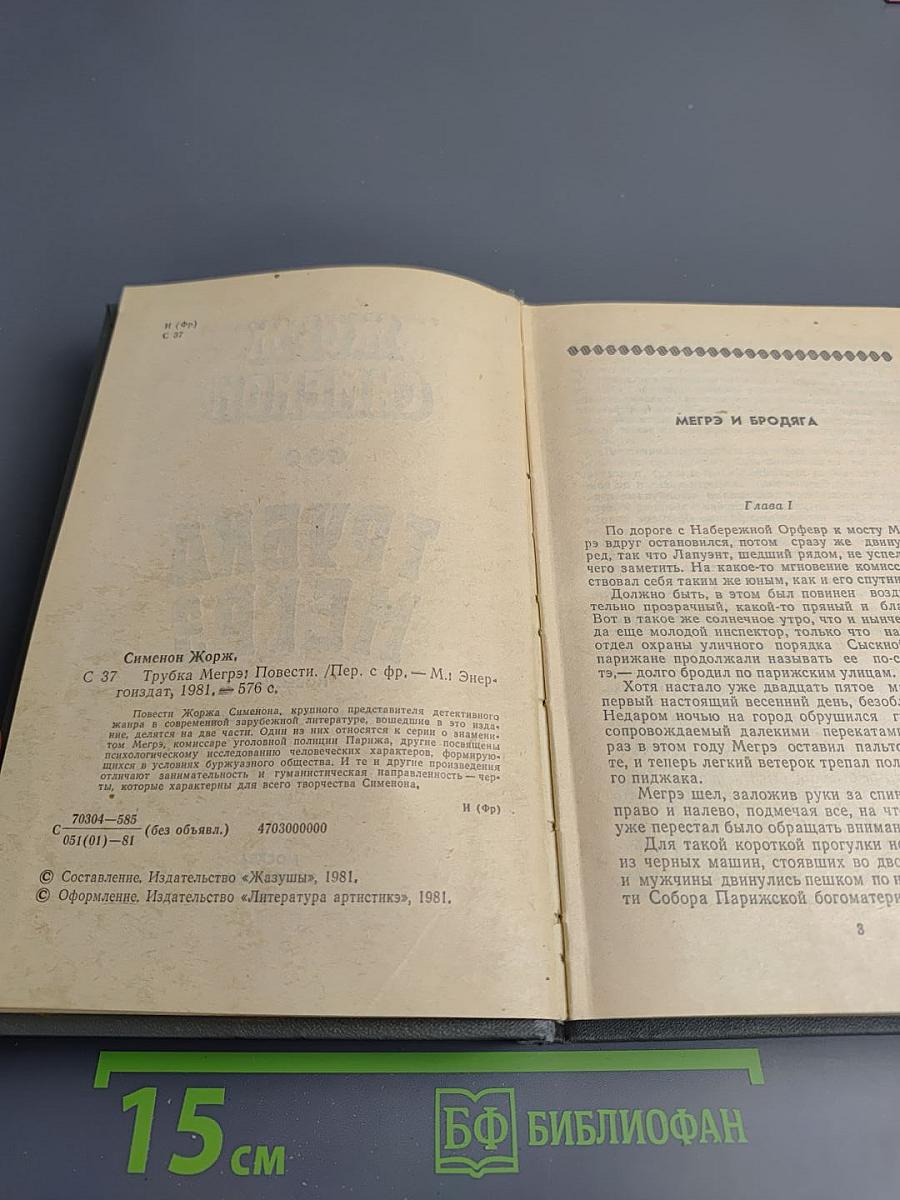 И (Фр)
С 37
Сименон Жорж.
С 37 Трубка Мегрэ: Повести. /Пер. с фр. — М.: Энер-
гоиздат, 1981. — 576 с.
Повести Жоржа Сименона, крупного представителя детективного
жанра в современной зарубежной литературе, вошедшие в это изда-
ние, делятся на две части. Одни из них относятся к серии о знамени-
том Мегрэ, комиссаре уголовной полиции Парижа, другие посвящены
психологическому исследованию человеческих характеров, формирую-
щихся в условиях буржуазного общества. И те и другие произведения
отличают занимательность и гуманистическая направленность — чер-
ты, которые характерны для всего творчества Сименона.
И (Фр)
С 70304—585
051(01)—81 (без объявл.) 4703000000
© Составление. Издательство «Жазушы», 1981.
© Оформление. Издательство «Литература артистикэ», 1981.
МЕГРЭ И БРОДЯГА
Глава I
По дороге с Набережной Орфевр к мосту М
рэ вдруг остановился, потом сразу же двину
ред, так что Лапуэнт, шедший рядом, не успел
чего заметить. На какое-то мгновение комисс
ствовал себя таким же юным, как и его спутни
Должно быть, в этом был повинен возд
тельно прозрачный, какой-то пряный и бла
Вот в такое же солнечное утро, что и нынче
да еще молодой инспектор, только что на
отдел охраны уличного порядка Сыскной
парижане продолжали называть ее по-с
тэ,— долго бродил по парижским улицам.
Хотя настало уже двадцать пятое м
первый настоящий весенний день, безобл
Недаром ночью на город обрушился г
сопровождаемый далекими перекатами
раз в этом году Мегрэ оставил пальто
те, и теперь легкий ветерок трепал пол
го пиджака.
Мегрэ шел, заложив руки за спин
право и налево, подмечая все, на чт
уже перестал было обращать вниман
Для такой короткой прогулки не
из черных машин, стоявших во дво
и мужчины двинулись пешком по н
ти Собора Парижской богоматери
3
15 см
БФ БИБЛИОФАН